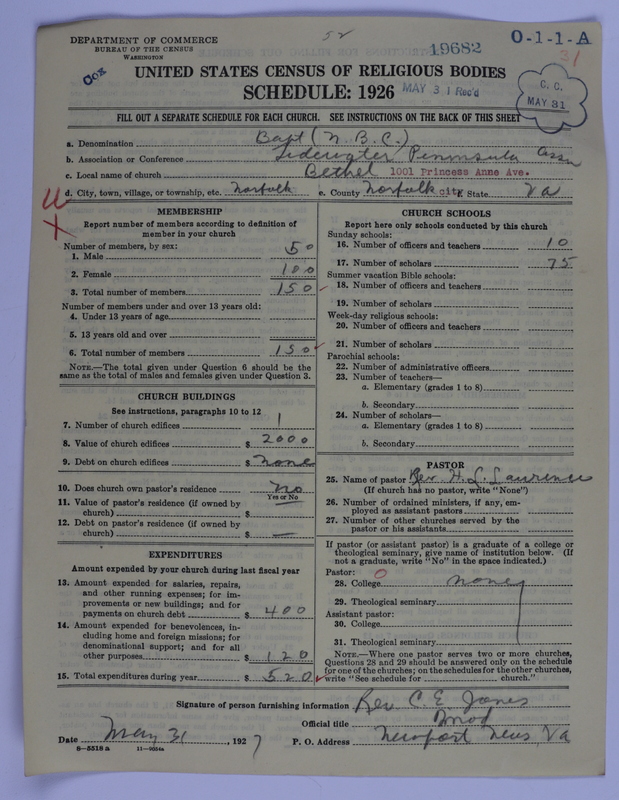 52
DEPARTMENT OF COMMERCE
BUREAU OF THE CENSUS
WASHINGTON
Cox
19682
O-1-1-A
31
UNITED STATES CENSUS OF RELIGIOUS BODIES
SCHEDULE: 1926
MAY 31 Rec'd
C. C.
MAY 31
FILL OUT A SEPARATE SCHEDULE FOR EACH CHURCH. SEE INSTRUCTIONS ON THE BACK OF THIS SHEET
a. Denomination Bapt (N.B.C.)
b. Association or Conference Tidewater Peninsula Assn
c. Local name of church Bethel 1001 Princess Anne Ave.
d. City, town, village, or township, etc. Norfolk e. County Norfolk city f. State Va
MEMBERSHIP
Report number of members according to definition of
member in your church
Number of members, by sex:
1. Male 50
2. Female 100
3. Total number of members 150
Number of members under and over 13 years old:
4. Under 13 years of age
5. 13 years old and over
6. Total number of members 150
NOTE.—The total given under Question 6 should be the
same as the total of males and females given under Question 3.
CHURCH BUILDINGS
See instructions, paragraphs 10 to 12
7. Number of church edifices 1
8. Value of church edifices $ 2000
9. Debt on church edifices $ none
10. Does church own pastor's residence no
Yes or No
11. Value of pastor's residence (if owned by
church) $
12. Debt on pastor's residence (if owned by
church) $ —
EXPENDITURES
Amount expended by your church during last fiscal year
13. Amount expended for salaries, repairs,
and other running expenses; for im-
provements or new buildings; and for
payments on church debt $ 400
14. Amount expended for benevolences, in-
cluding home and foreign missions; for
denominational support; and for all
other purposes $ 120
15. Total expenditures during year $ 520
CHURCH SCHOOLS
Report here only schools conducted by this church
Sunday schools:
16. Number of officers and teachers 10
17. Number of scholars 75
Summer vacation Bible schools:
18. Number of officers and teachers
19. Number of scholars
Week-day religious schools:
20. Number of officers and teachers
21. Number of scholars
Parochial schools:
22. Number of administrative officers
23. Number of teachers—
a. Elementary (grades 1 to 8)
b. Secondary
24. Number of scholars—
a. Elementary (grades 1 to 8)
b. Secondary
PASTOR
25. Name of pastor Rev H. L. Lawrence
(If church has no pastor, write "None")
26. Number of ordained ministers, if any, em-
ployed as assistant pastors
27. Number of other churches served by the
pastor or his assistants
If pastor (or assistant pastor) is a graduate of a college or
theological seminary, give name of institution below. (If
not a graduate, write "No" in the space indicated.)
Pastor: 0
28. College none
29. Theological seminary
Assistant pastor:
30. College
31. Theological seminary
NOTE.—Where one pastor serves two or more churches,
Questions 28 and 29 should be answered only on the schedule
for one of the churches; on the schedules for the other churches,
write "See schedule for church."
Signature of person furnishing information Rev. C. E. Jones
Official title Mod
Date May 31, 1927 P. O. Address Newport News, Va
8—5518 a 11—9654a